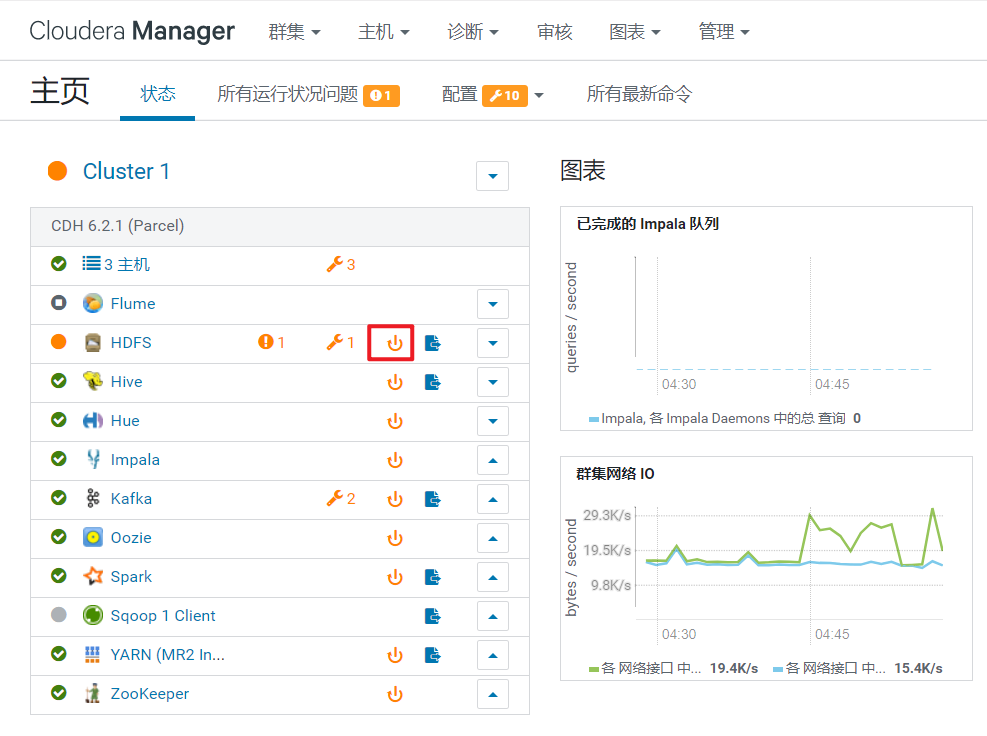 Cloudera Manager 群集 主机 诊断 审核 图表 管理
主页 状态 所有运行状况问题 1 配置 10 所有最新命令
Cluster 1
CDH 6.2.1 (Parcel)
3 主机 3
Flume
HDFS 1 1
Hive
Hue
Impala
Kafka 2
Oozie
Spark
Sqoop 1 Client
YARN (MR2 In...
ZooKeeper
图表
已完成的 Impala 队列
queries / second
04:30 04:45
Impala, 各 Impala Daemons 中的总 查询 0
群集网络 IO
bytes / second
29.3K/s
19.5K/s
9.8K/s
04:30 04:45
各 网络接口 中... 19.4K/s 各 网络接口 中... 15.4K/s